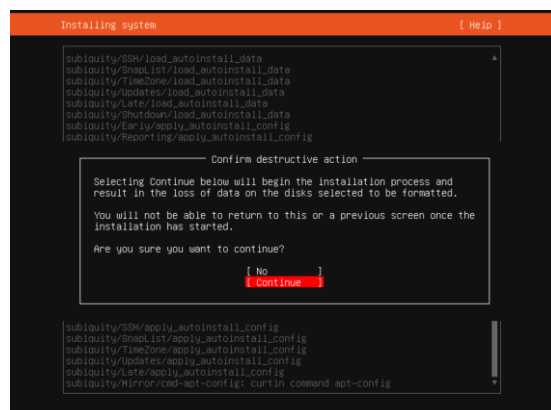 Installing system [ Help ]
subiquity/SSH/load_autoinstall_data
subiquity/SnapList/load_autoinstall_data
subiquity/TimeZone/load_autoinstall_data
subiquity/Updates/load_autoinstall_data
subiquity/Late/load_autoinstall_data
subiquity/Shutdown/load_autoinstall_data
subiquity/Early/apply_autoinstall_config
subiquity/Reporting/apply_autoinstall_config
Confirm destructive action
Selecting Continue below will begin the installation process and
result in the loss of data on the disks selected to be formatted.
You will not be able to return to this or a previous screen once the
installation has started.
Are you sure you want to continue?
[ No ]
[ Continue ]
subiquity/SSH/apply_autoinstall_config
subiquity/SnapList/apply_autoinstall_config
subiquity/TimeZone/apply_autoinstall_config
subiquity/Updates/apply_autoinstall_config
subiquity/Late/apply_autoinstall_config
subiquity/Mirror/cmd-apt-config: curtin command apt-config